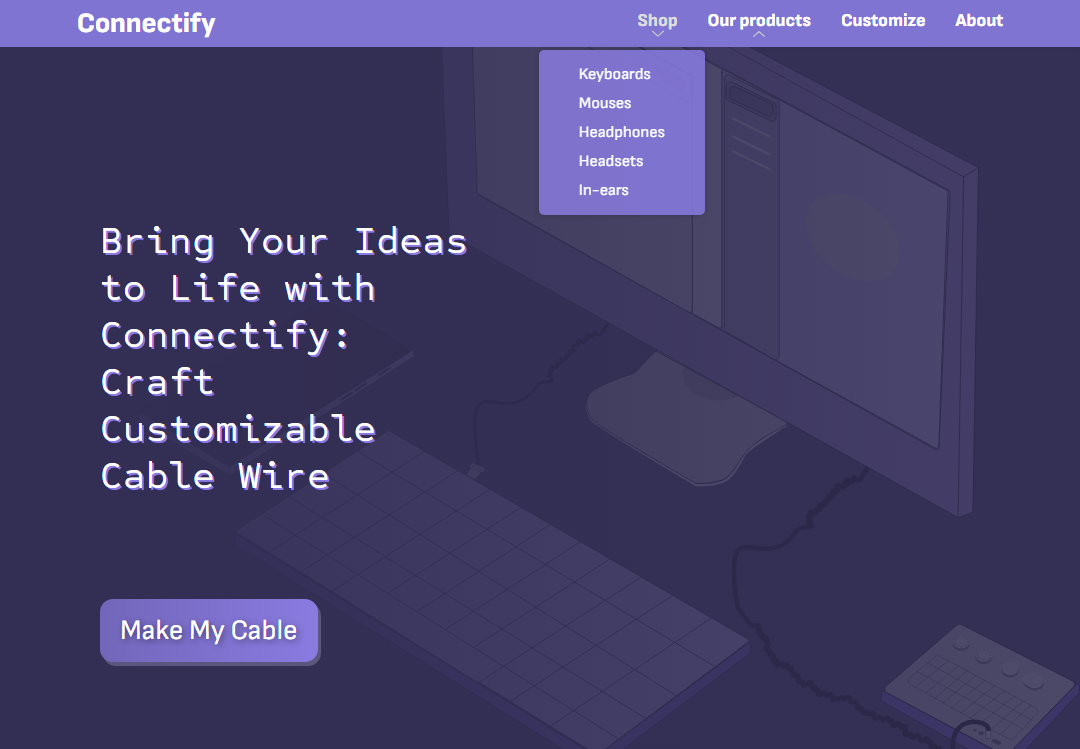 Connectify
Shop
Our products
Customize
About
Keyboards
Mouses
Headphones
Headsets
In-ears
Bring Your Ideas
to Life with
Connectify:
Craft
Customizable
Cable Wire
Make My Cable